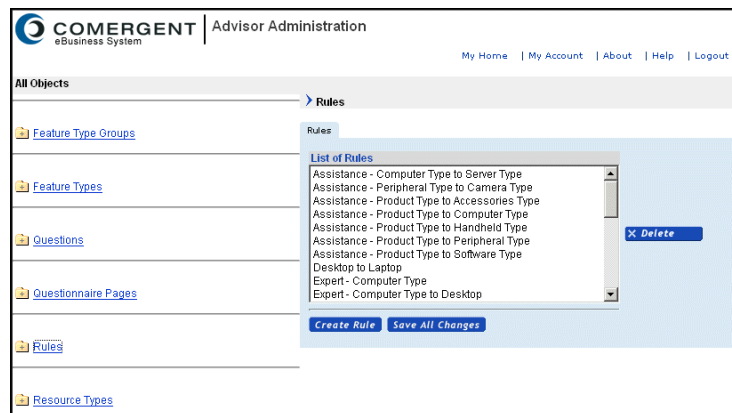 COMERGENT
eBusiness System
Advisor Administration
My Home | My Account | About | Help | Logout
All Objects
Rules
Feature Type Groups
Feature Types
Questions
Questionnaire Pages
Rules
Resource Types
Rules
List of Rules
Assistance - Computer Type to Server Type
Assistance - Peripheral Type to Camera Type
Assistance - Product Type to Accessories Type
Assistance - Product Type to Computer Type
Assistance - Product Type to Handheld Type
Assistance - Product Type to Peripheral Type
Assistance - Product Type to Software Type
Desktop to Laptop
Expert - Computer Type
Expert - Computer Type to Desktop
X Delete
Create Rule
Save All Changes